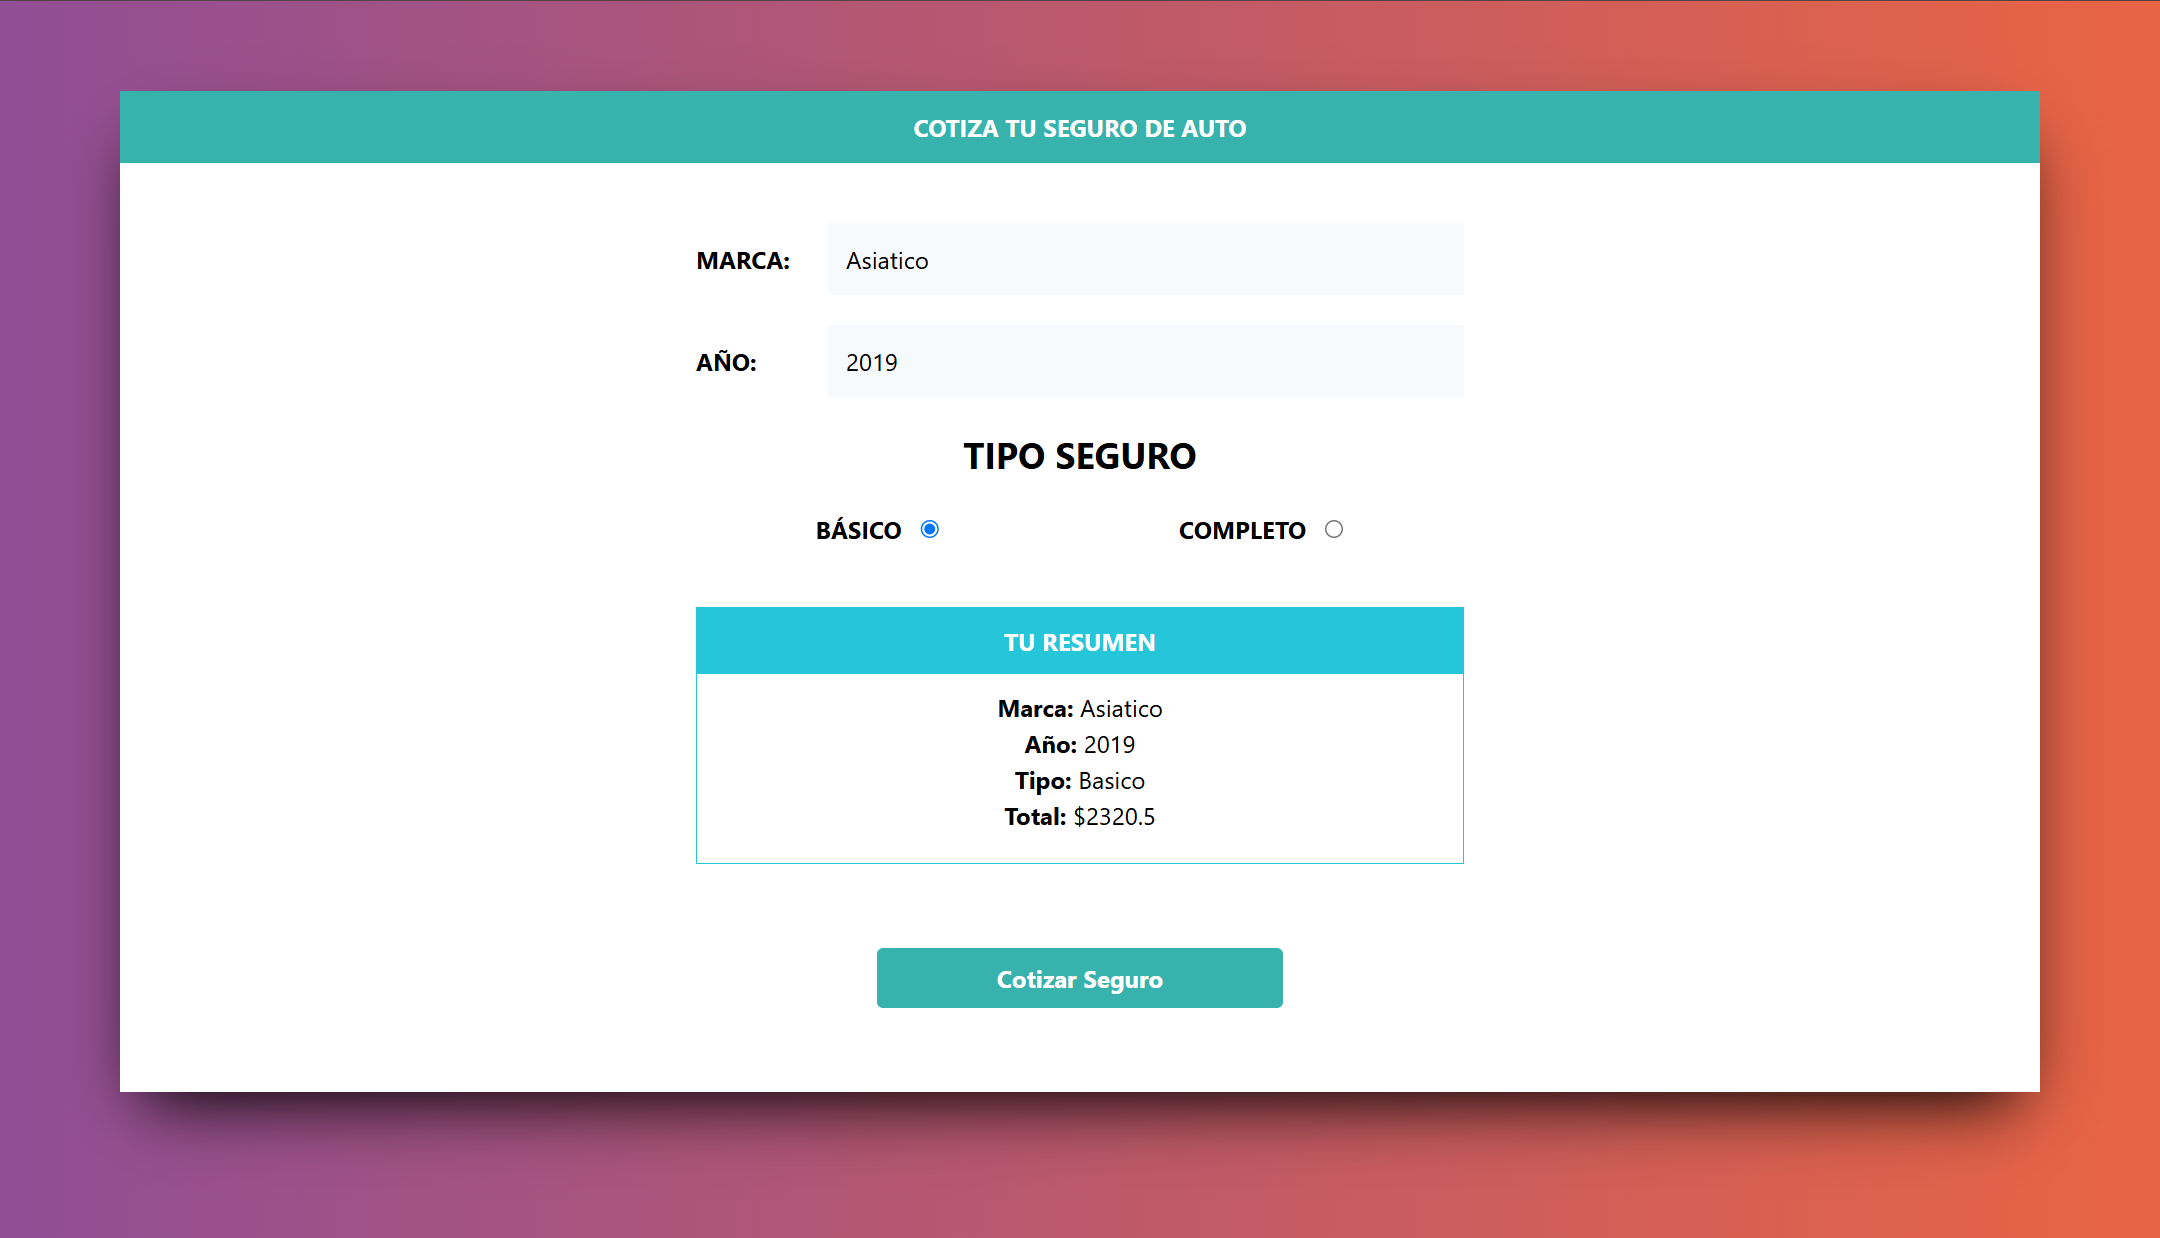 COTIZA TU SEGURO DE AUTO
MARCA: Asiatico
AÑO: 2019
TIPO SEGURO
BÁSICO COMPLETO
TU RESUMEN
Marca: Asiatico
Año: 2019
Tipo: Basico
Total: $2320.5
Cotizar Seguro